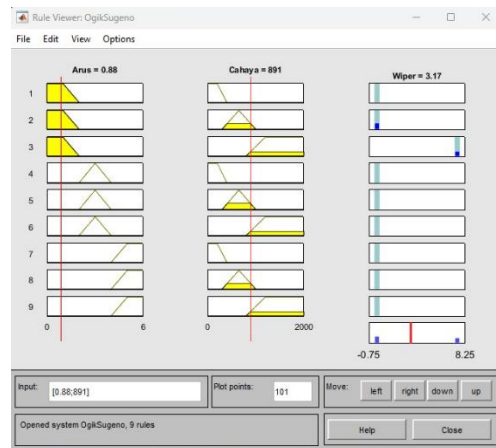 Rule Viewer: OgikSugeno
File Edit View Options
Arus = 0.88 Cahaya = 891 Wiper = 3.17
1
2
3
4
5
6
7
8
9
0 6 0 2000
-0.75 8.25
Input: [0.88;891] Plot points: 101 Move: left right down up
Opened system OgikSugeno, 9 rules Help Close